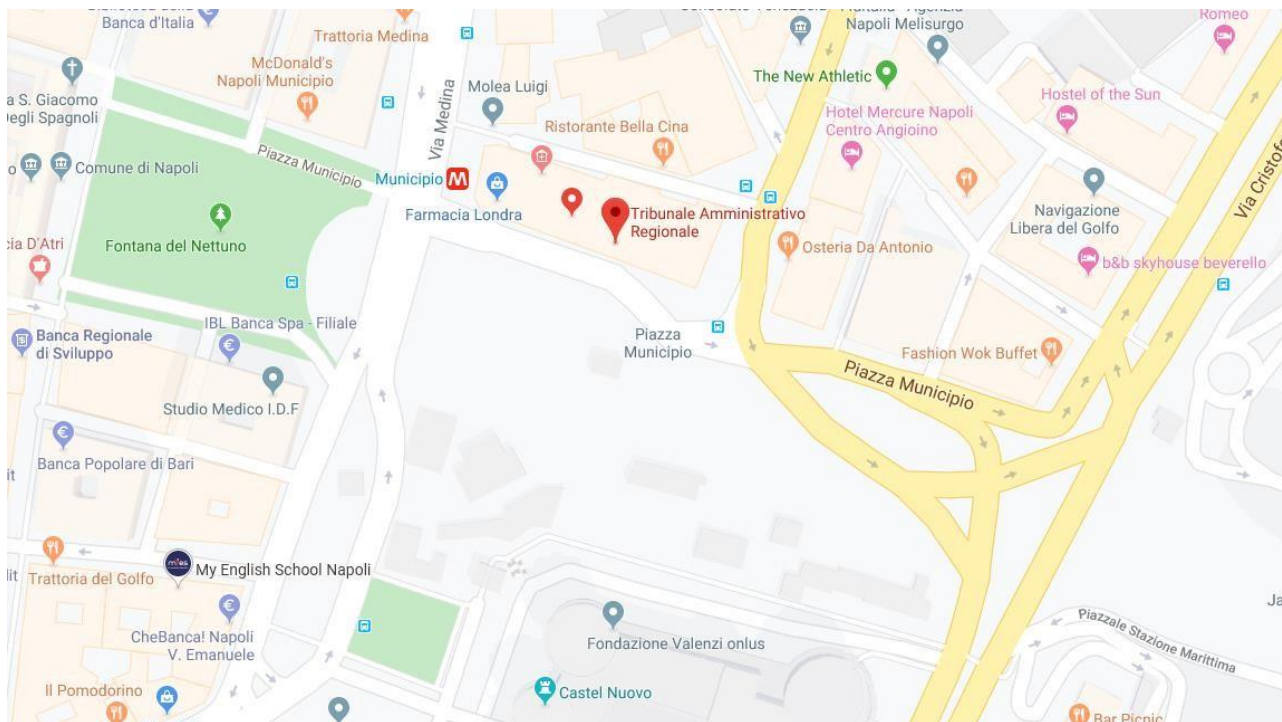 Banca d'Italia
Trattoria Medina
McDonald's
Napoli Municipio
a S. Giacomo
Degli Spagnoli
Comune di Napoli
Piazza Municipio
Via Medina
Molea Luigi
Ristorante Bella Cina
Napoli Melisurgo
Romeo
The New Athletic
Hostel of the Sun
Hotel Mercure Napoli
Centro Angioino
Municipio
M
Farmacia Londra
Tribunale Amministrativo
Regionale
Fontana del Nettuno
cia D'Atri
Osteria Da Antonio
Navigazione
Libera del Golfo
Via Cristofo
b&b skyhouse beverello
Banca Regionale
di Sviluppo
IBL Banca Spa - Filiale
Piazza
Municipio
Fashion Wok Buffet
Piazza Municipio
Studio Medico I.D.F
Banca Popolare di Bari
it
Trattoria del Golfo
My English School Napoli
dit
CheBanca! Napoli
V. Emanuele
Fondazione Valenzi onlus
Piazzale Stazione Marittima
Ja
Castel Nuovo
Il Pomodorino
Bar Picnic